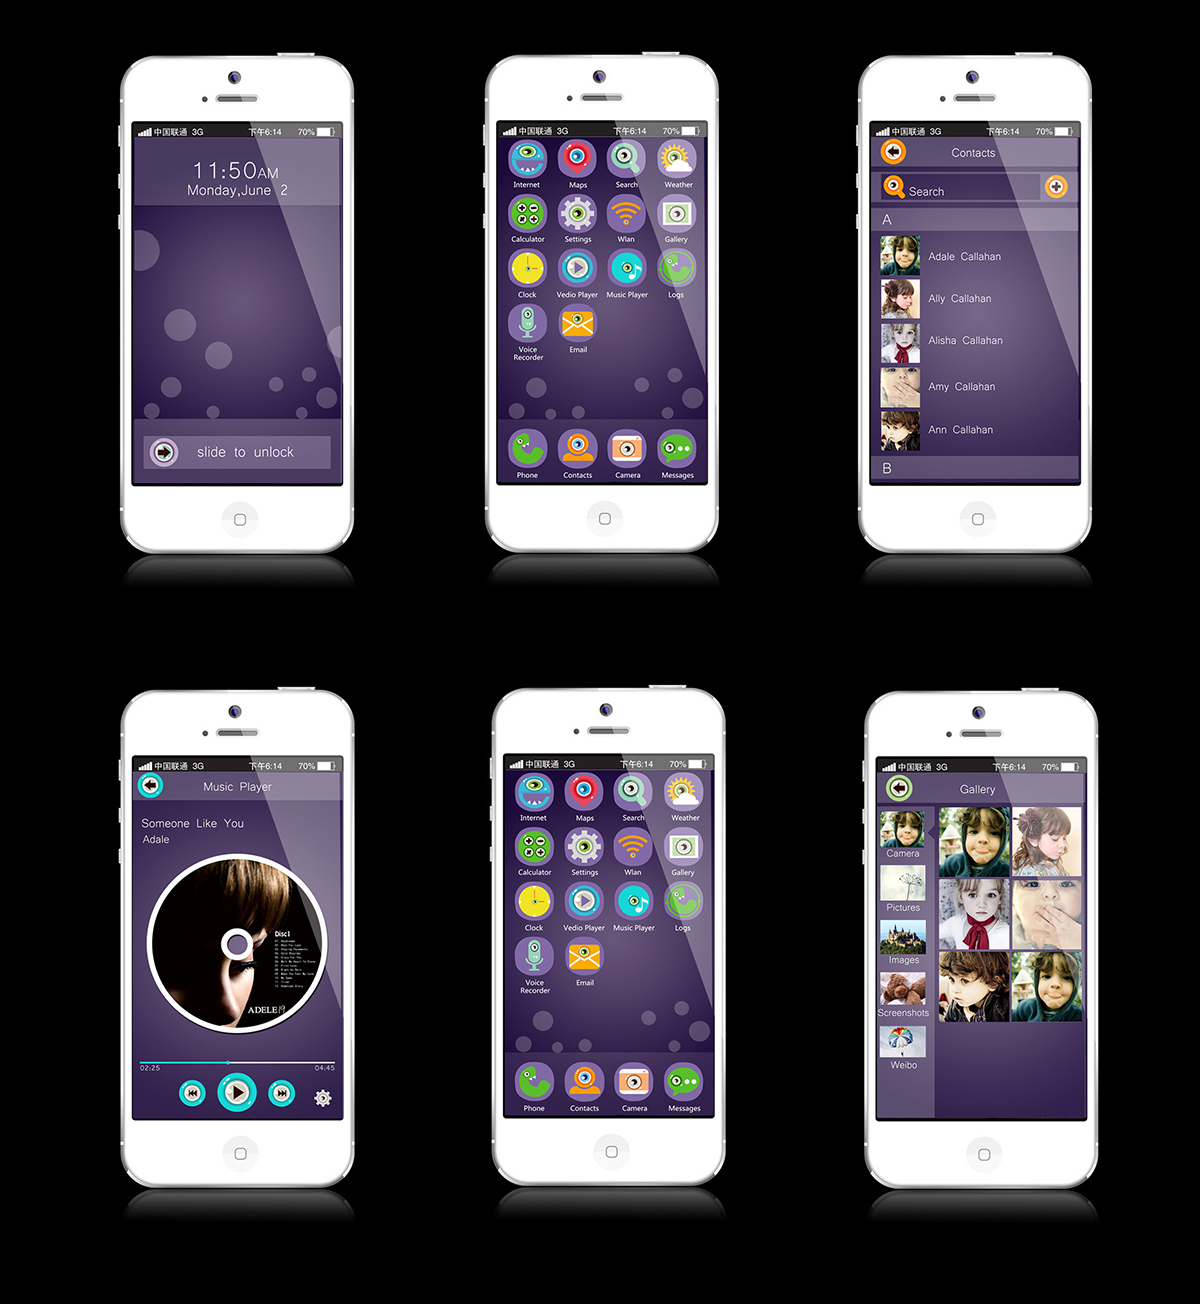 中国联通 3G 下午6:14 70%
11:50AM
Monday,June 2
slide to unlock
中国联通 3G 下午6:14 70%
Internet Maps Search Weather
Calculator Settings Wlan Gallery
Clock Vedio Player Music Player Logs
Voice Recorder Email
Phone Contacts Camera Messages
中国联通 3G 下午6:14 70%
Contacts
Search
A
Adale Callahan
Ally Callahan
Alisha Callahan
Amy Callahan
Ann Callahan
B
中国联通 3G 下午6:14 70%
Music Player
Someone Like You
Adale
Disc1
ADELE 19
02:25 04:45
中国联通 3G 下午6:14 70%
Internet Maps Search Weather
Calculator Settings Wlan Gallery
Clock Vedio Player Music Player Logs
Voice Recorder Email
Phone Contacts Camera Messages
中国联通 3G 下午6:14 70%
Gallery
Camera
Pictures
Images
Screenshots
Weibo